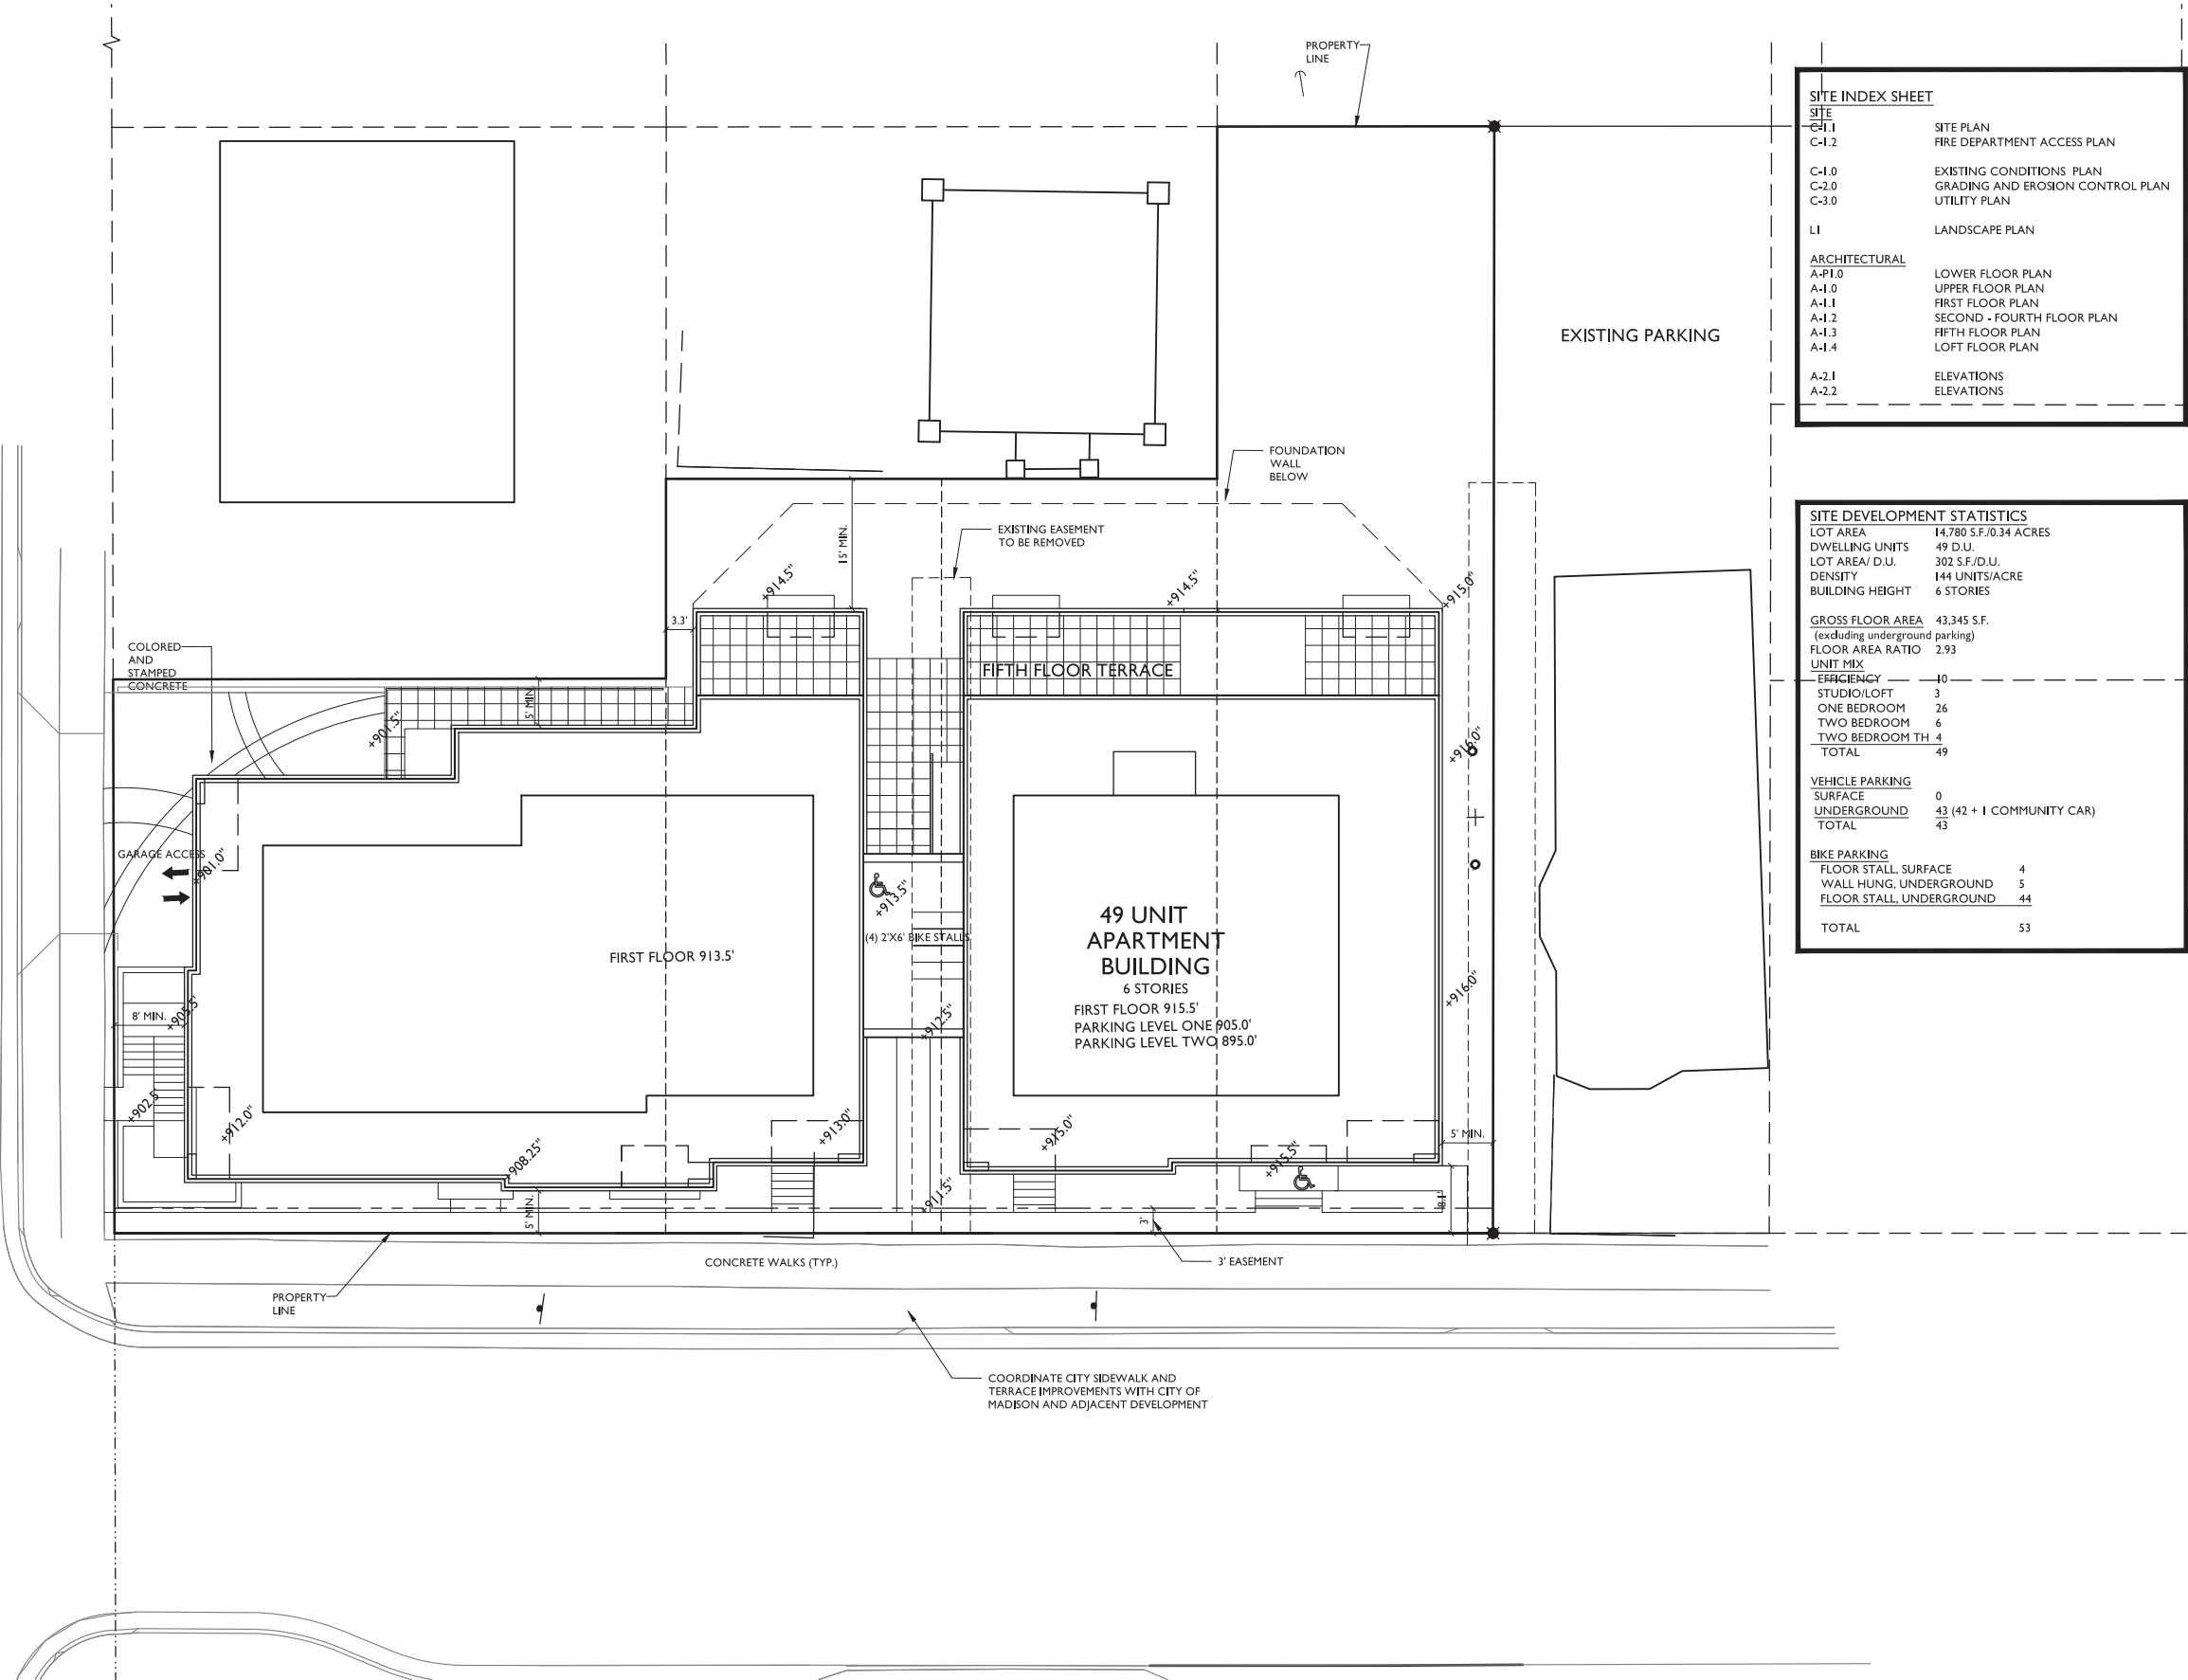 PROPERTY
LINE
SITE INDEX SHEET
SITE
C-1.1 SITE PLAN
C-1.2 FIRE DEPARTMENT ACCESS PLAN
C-1.0 EXISTING CONDITIONS PLAN
C-2.0 GRADING AND EROSION CONTROL PLAN
C-3.0 UTILITY PLAN
L1 LANDSCAPE PLAN
ARCHITECTURAL
A-P1.0 LOWER FLOOR PLAN
A-1.0 UPPER FLOOR PLAN
A-1.1 FIRST FLOOR PLAN
A-1.2 SECOND - FOURTH FLOOR PLAN
A-1.3 FIFTH FLOOR PLAN
A-1.4 LOFT FLOOR PLAN
A-2.1 ELEVATIONS
A-2.2 ELEVATIONS
EXISTING PARKING
FOUNDATION
WALL
BELOW
EXISTING EASEMENT
TO BE REMOVED
15' MIN.
+914.5"
+914.5"
+915.0"
3.3'
COLORED
AND
STAMPED
CONCRETE
FIFTH FLOOR TERRACE
5' MIN.
+901.5"
+916.0"
SITE DEVELOPMENT STATISTICS
LOT AREA 14,780 S.F./0.34 ACRES
DWELLING UNITS 49 D.U.
LOT AREA/ D.U. 302 S.F./D.U.
DENSITY 144 UNITS/ACRE
BUILDING HEIGHT 6 STORIES
GROSS FLOOR AREA 43,345 S.F.
(excluding underground parking)
FLOOR AREA RATIO 2.93
UNIT MIX
EFFICIENCY 10
STUDIO/LOFT 3
ONE BEDROOM 26
TWO BEDROOM 6
TWO BEDROOM TH 4
TOTAL 49
VEHICLE PARKING
SURFACE 0
UNDERGROUND 43 (42 + 1 COMMUNITY CAR)
TOTAL 43
BIKE PARKING
FLOOR STALL, SURFACE 4
WALL HUNG, UNDERGROUND 5
FLOOR STALL, UNDERGROUND 44
TOTAL 53
GARAGE ACCESS
+901.0"
+913.5"
(4) 2'X6' BIKE STALLS
FIRST FLOOR 913.5'
49 UNIT
APARTMENT
BUILDING
6 STORIES
FIRST FLOOR 915.5'
PARKING LEVEL ONE 905.0'
PARKING LEVEL TWO 895.0'
+916.0"
8' MIN.
+905.5'
+912.5"
+902.5'
+912.0"
+908.25"
+913.0"
+915.0"
+915.5"
5' MIN.
+911.5"
5' MIN.
3'
8.1'
CONCRETE WALKS (TYP.)
3' EASEMENT
PROPERTY
LINE
COORDINATE CITY SIDEWALK AND
TERRACE IMPROVEMENTS WITH CITY OF
MADISON AND ADJACENT DEVELOPMENT